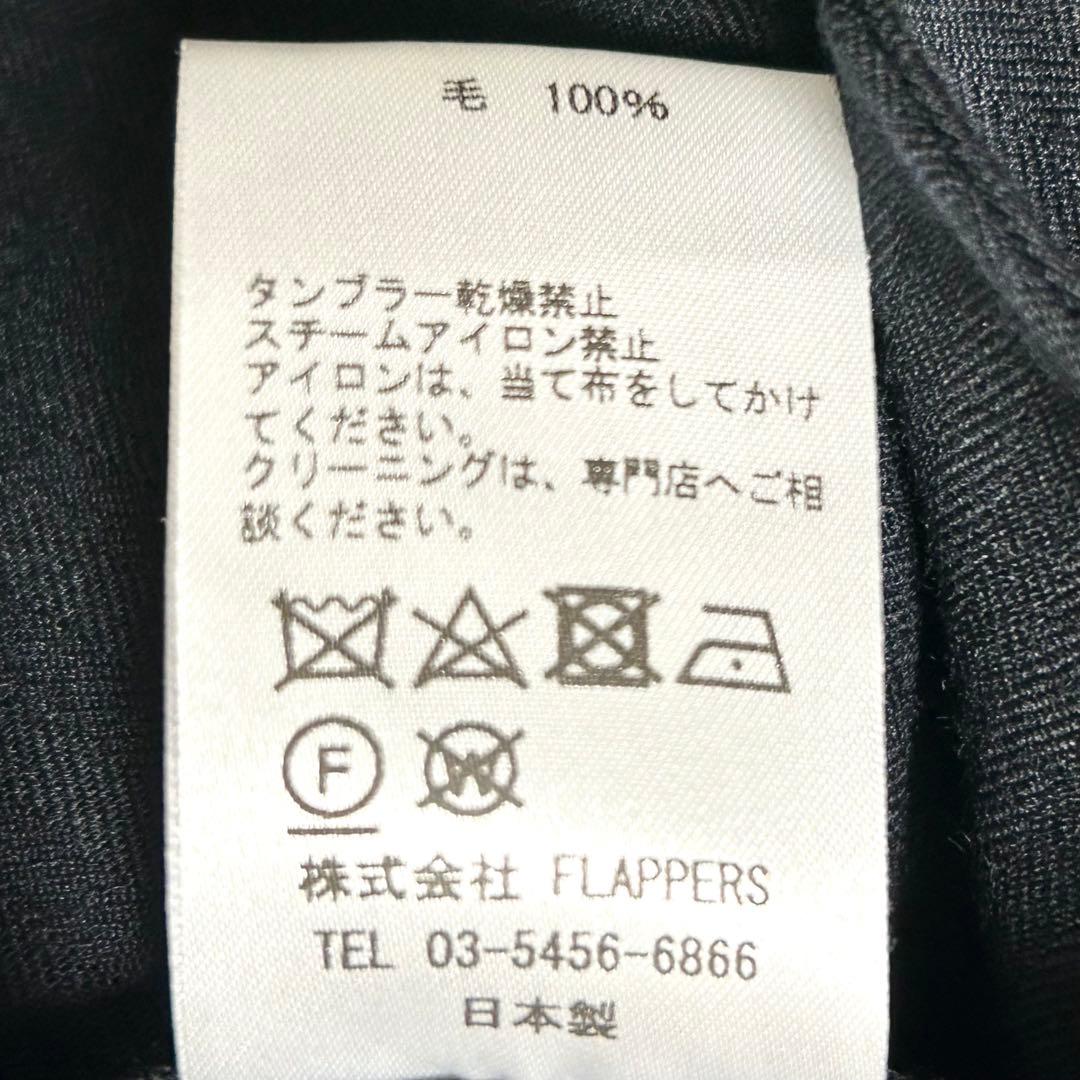 毛 100%
タンブラー乾燥禁止
スチームアイロン禁止
アイロンは、当て布をしてかけ
てください。
クリーニングは、専門店へご相
談ください。
F W
株式会社 FLAPPERS
TEL 03-5456-6866
日本製